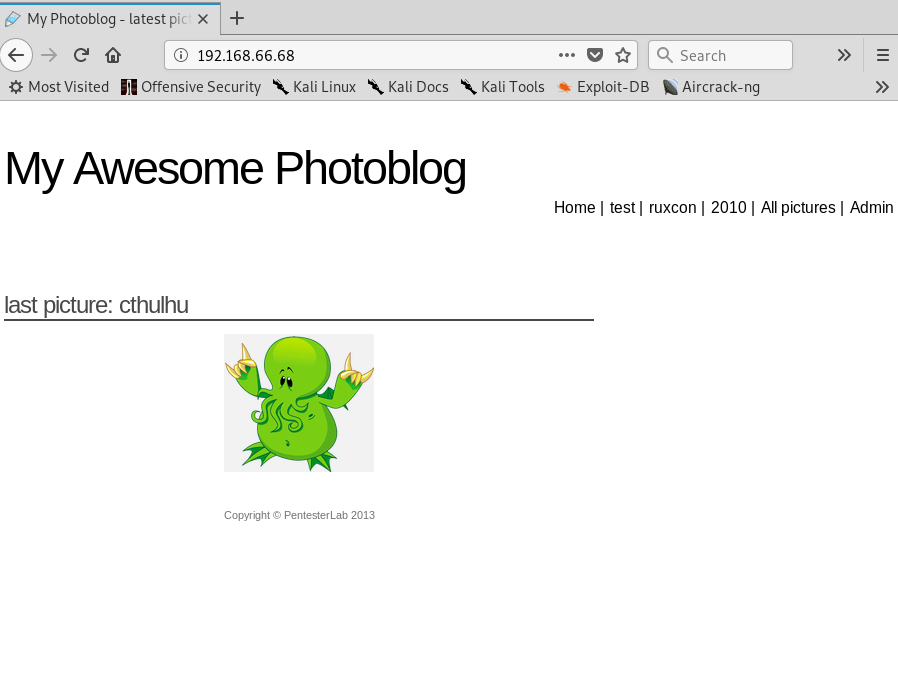 My Photoblog - latest pict
192.168.66.68
Search
Most Visited Offensive Security Kali Linux Kali Docs Kali Tools Exploit-DB Aircrack-ng
My Awesome Photoblog
Home | test | ruxcon | 2010 | All pictures | Admin
last picture: cthulhu
Copyright © PentesterLab 2013